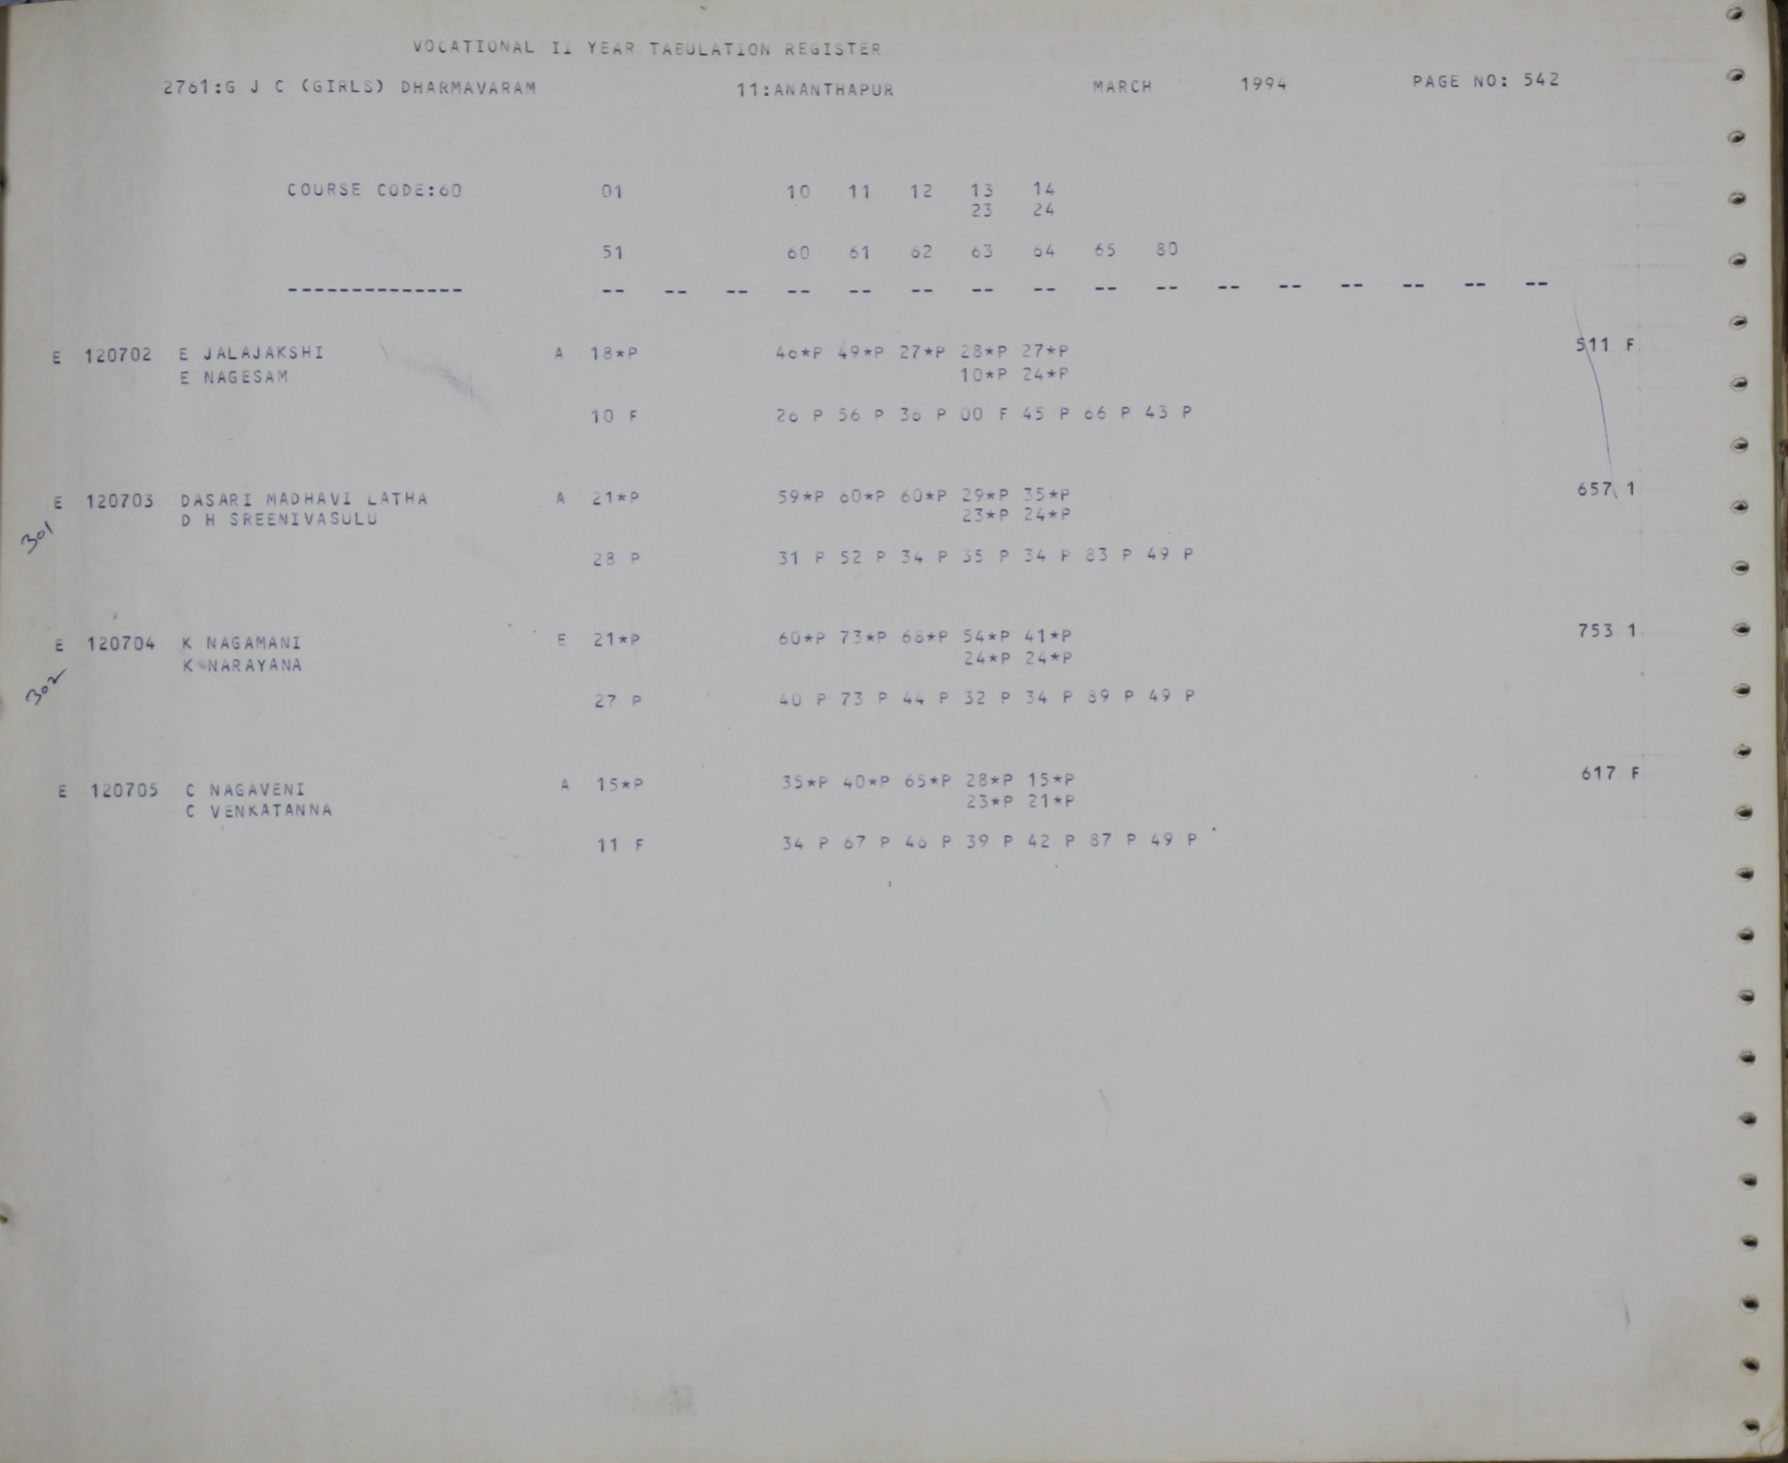 VOCATIONAL II YEAR TABULATION REGISTER
2761:G J C (GIRLS) DHARMAVARAM 11:ANANTHAPUR MARCH 1994 PAGE NO: 542
COURSE CODE:60 01 10 11 12 13 14
23 24
51 60 61 62 63 64 65 80
-------------- -- -- -- -- -- -- -- -- -- -- -- -- -- -- -- --
E 120702 E JALAJAKSHI A 18*P 46*P 49*P 27*P 28*P 27*P 511 F
E NAGESAM 10*P 24*P
10 F 26 P 56 P 36 P 00 F 45 P 66 P 43 P
E 120703 DASARI MADHAVI LATHA A 21*P 59*P 60*P 60*P 29*P 35*P 657 1
D H SREENIVASULU 23*P 24*P
301
28 P 31 P 52 P 34 P 35 P 34 P 83 P 49 P
E 120704 K NAGAMANI E 21*P 60*P 73*P 68*P 54*P 41*P 753 1
K NARAYANA 24*P 24*P
302
27 P 40 P 73 P 44 P 32 P 34 P 89 P 49 P
E 120705 C NAGAVENI A 15*P 35*P 40*P 65*P 28*P 15*P 617 F
C VENKATANNA 23*P 21*P
11 F 34 P 67 P 46 P 39 P 42 P 87 P 49 P